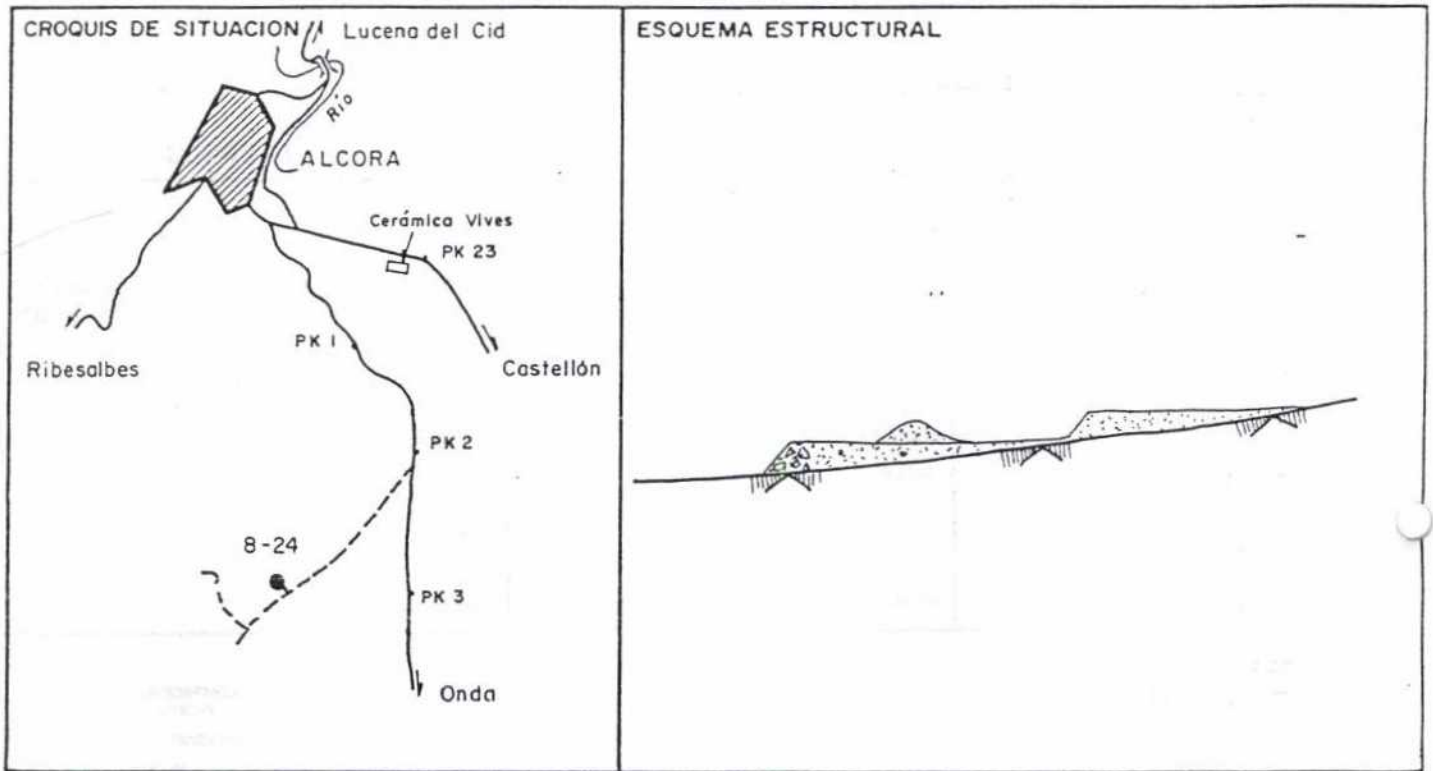 CROQUIS DE SITUACION
Lucena del Cid
Río
ALCORA
Cerámica Vives
PK 23
PK 1
Ribesalbes
Castellón
PK 2
8-24
PK 3
Onda
ESQUEMA ESTRUCTURAL